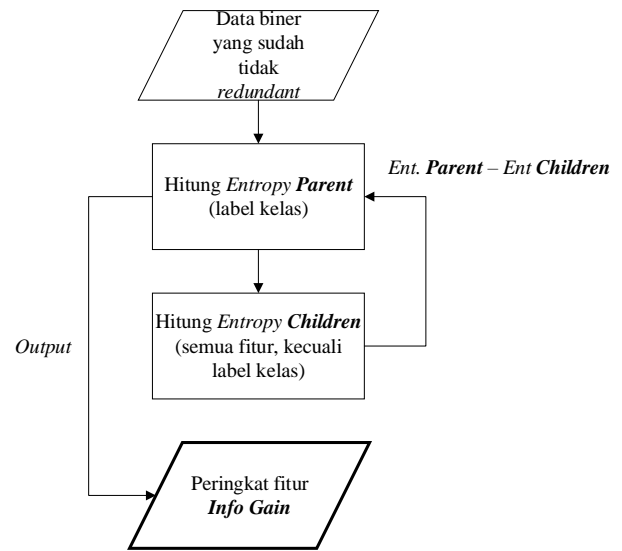 Data biner
yang sudah
tidak
redundant
Hitung Entropy Parent
(label kelas)
Ent. Parent – Ent Children
Hitung Entropy Children
(semua fitur, kecuali
label kelas)
Output
Peringkat fitur
Info Gain